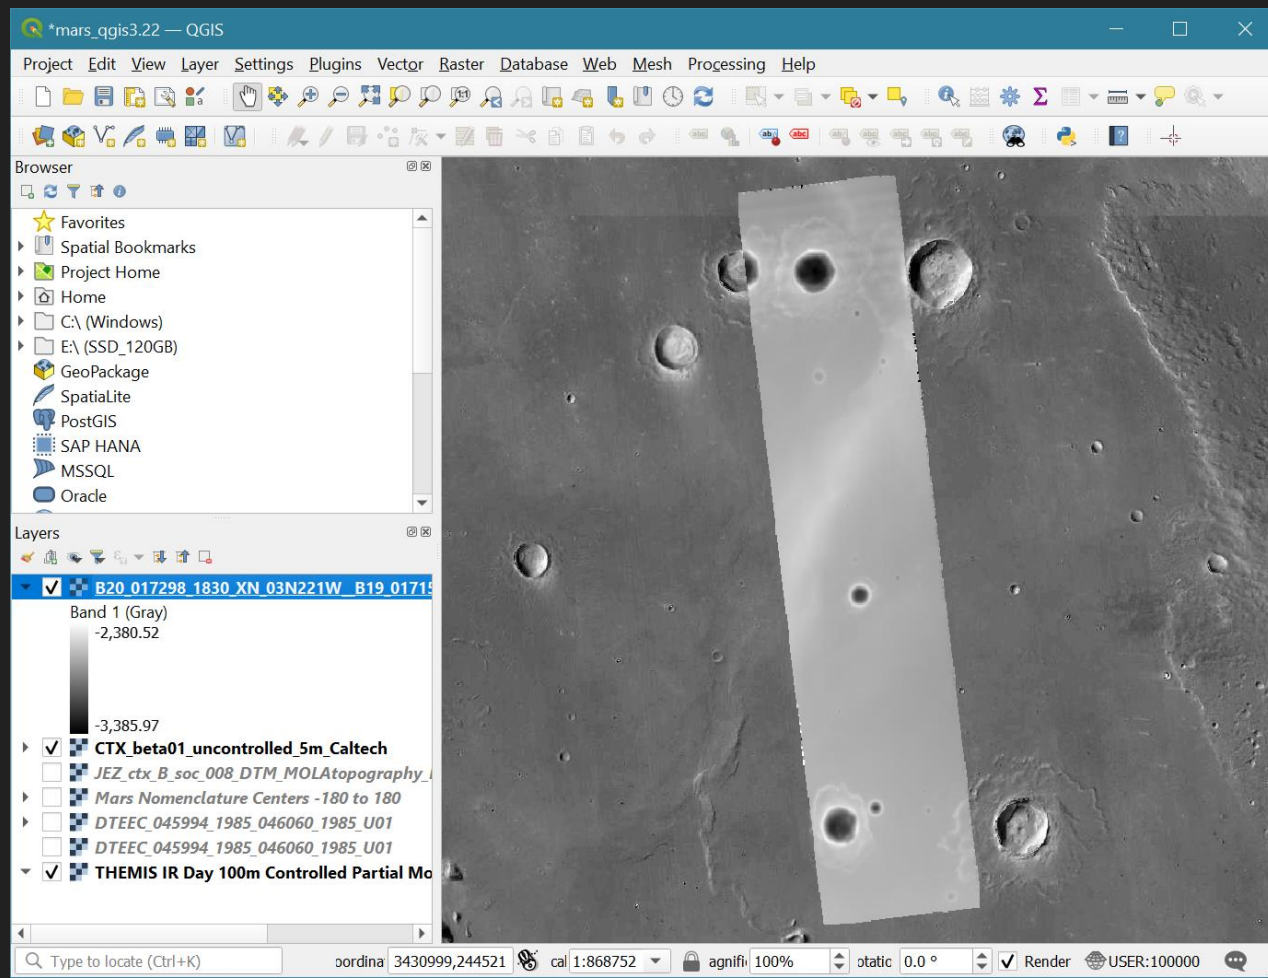 *mars_qgis3.22 — QGIS
Project Edit View Layer Settings Plugins Vector Raster Database Web Mesh Processing Help
Browser
Favorites
Spatial Bookmarks
Project Home
Home
C:\ (Windows)
E:\ (SSD_120GB)
GeoPackage
SpatiaLite
PostGIS
SAP HANA
MSSQL
Oracle
Layers
B20_017298_1830_XN_03N221W__B19_01715
Band 1 (Gray)
-2,380.52
-3,385.97
CTX_beta01_uncontrolled_5m_Caltech
JEZ_ctx_B_soc_008_DTM_MOLAtopography_
Mars Nomenclature Centers -180 to 180
DTEEC_045994_1985_046060_1985_U01
DTEEC_045994_1985_046060_1985_U01
THEMIS IR Day 100m Controlled Partial Mo
Type to locate (Ctrl+K) oordina 3430999,244521 cal 1:868752 agnifi 100% otatio 0.0 ° Render USER:100000